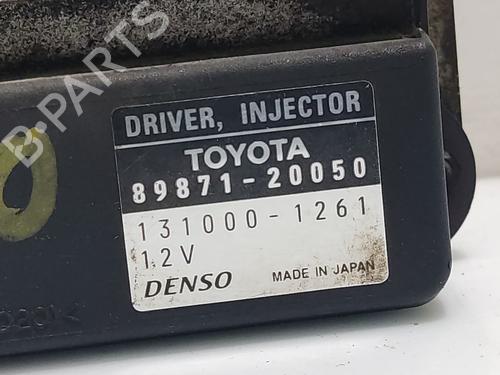 B-PARTS
DRIVER, INJECTOR
TOYOTA
89871-20050
131000-1261
12V
DENSO MADE IN JAPAN